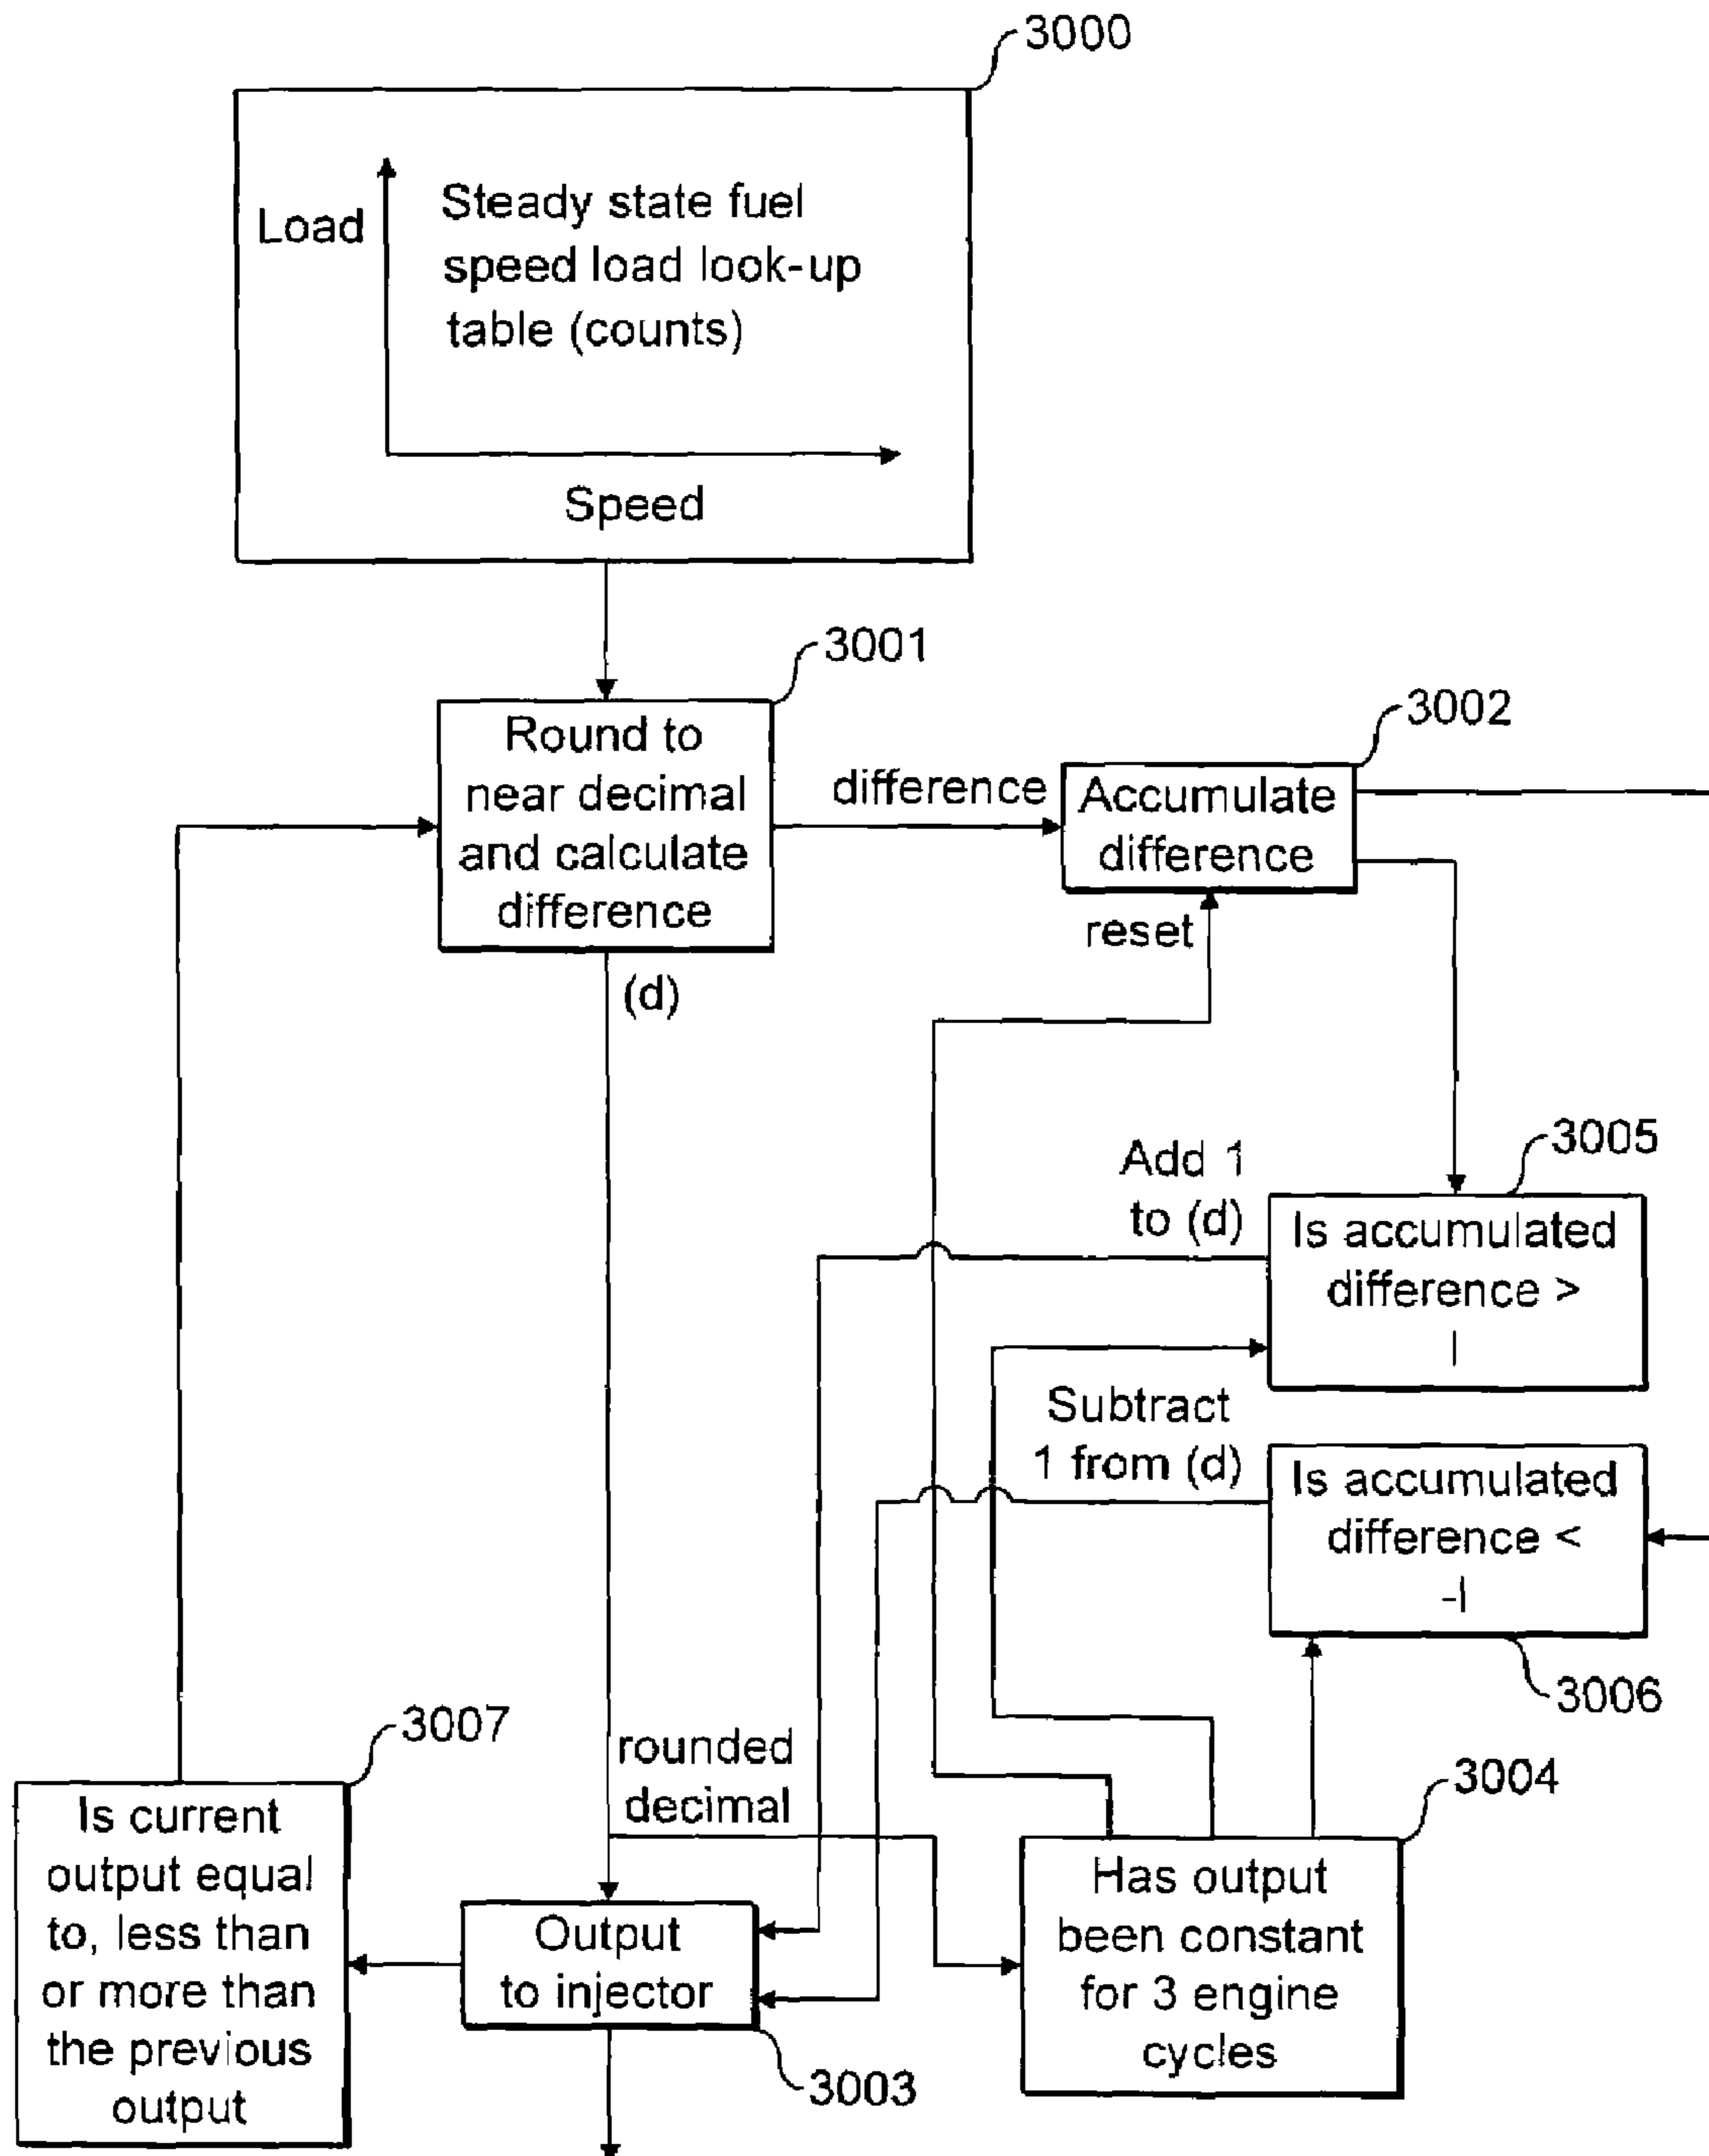 3000
Load
Steady state fuel
speed load look-up
table (counts)
Speed
3001
Round to
near decimal
and calculate
difference
(d)
difference
3002
Accumulate
difference
reset
3005
Add 1
to (d)
Is accumulated
difference >
I
Subtract
1 from (d)
Is accumulated
difference <
-I
3006
3007
Is current
output equal
to, less than
or more than
the previous
output
rounded
decimal
3004
Has output
been constant
for 3 engine
cycles
Output
to injector
3003